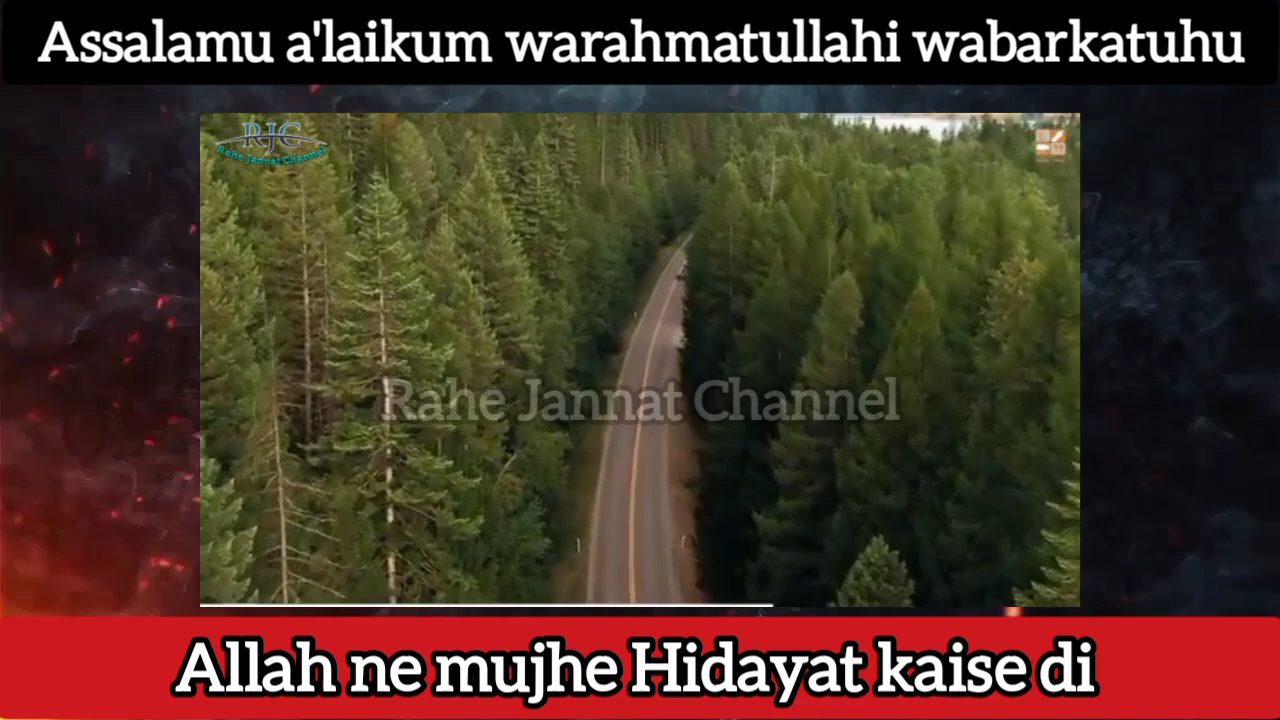 Assalamu a'laikum warahmatullahi wabarkatuhu
RJC
Rahe Jannat Channel
Rahe Jannat Channel
Allah ne mujhe Hidayat kaise di